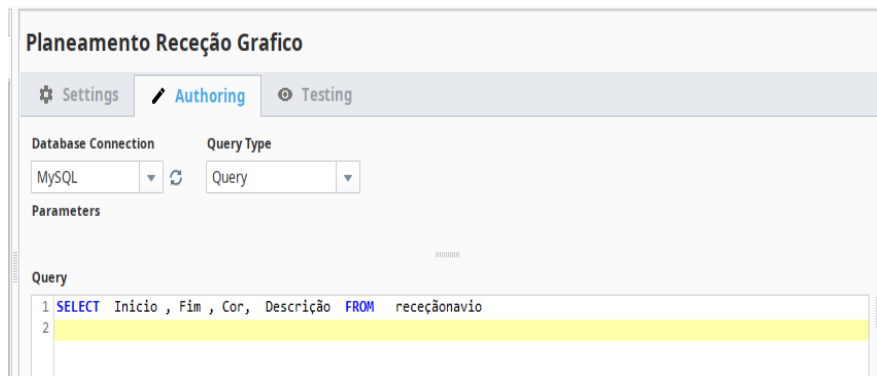 Planeamento Receção Grafico
Settings Authoring Testing
Database Connection Query Type
MySQL Query
Parameters
Query
1 SELECT Inicio , Fim , Cor, Descrição FROM receçãonavio
2